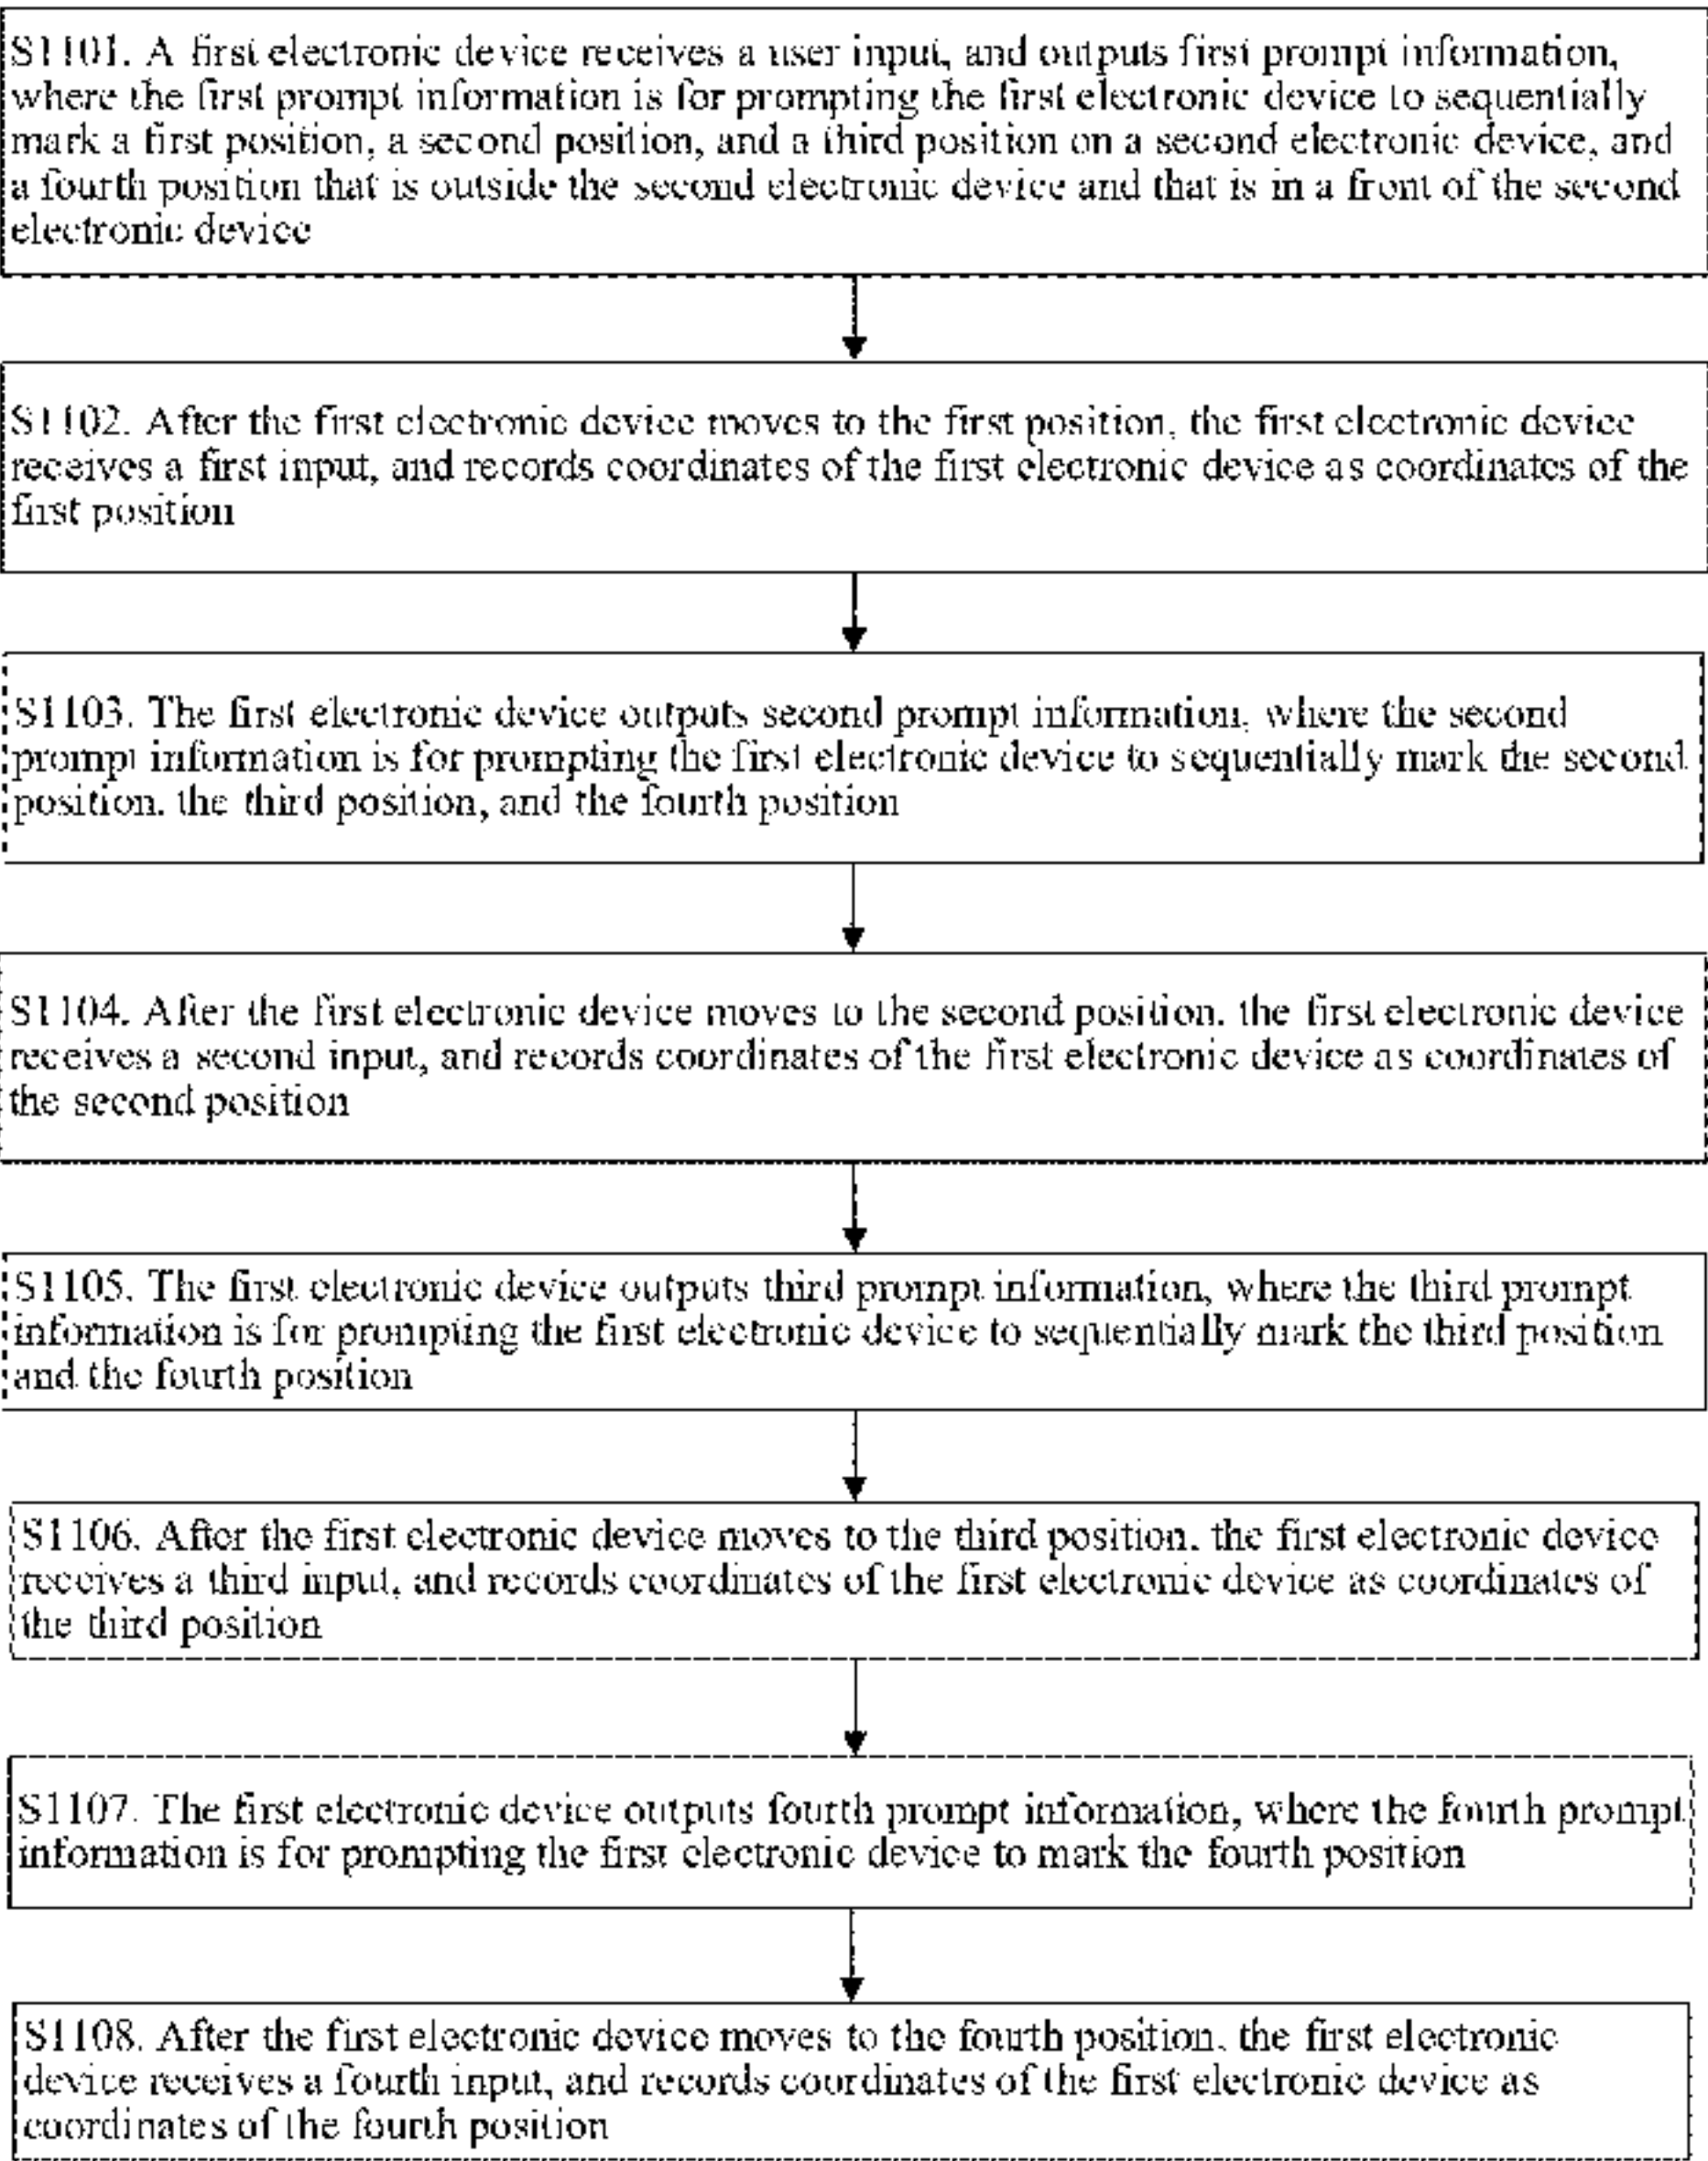 S1101. A first electronic device receives a user input, and outputs first prompt information,
where the first prompt information is for prompting the first electronic device to sequentially
mark a first position, a second position, and a third position on a second electronic device, and
a fourth position that is outside the second electronic device and that is in a front of the second
electronic device
S1102. After the first electronic device moves to the first position, the first electronic device
receives a first input, and records coordinates of the first electronic device as coordinates of the
first position
S1103. The first electronic device outputs second prompt information, where the second
prompt information is for prompting the first electronic device to sequentially mark the second
position, the third position, and the fourth position
S1104. After the first electronic device moves to the second position, the first electronic device
receives a second input, and records coordinates of the first electronic device as coordinates of
the second position
S1105. The first electronic device outputs third prompt information, where the third prompt
information is for prompting the first electronic device to sequentially mark the third position
and the fourth position
S1106. After the first electronic device moves to the third position, the first electronic device
receives a third input, and records coordinates of the first electronic device as coordinates of
the third position
S1107. The first electronic device outputs fourth prompt information, where the fourth prompt
information is for prompting the first electronic device to mark the fourth position
S1108. After the first electronic device moves to the fourth position, the first electronic
device receives a fourth input, and records coordinates of the first electronic device as
coordinates of the fourth position